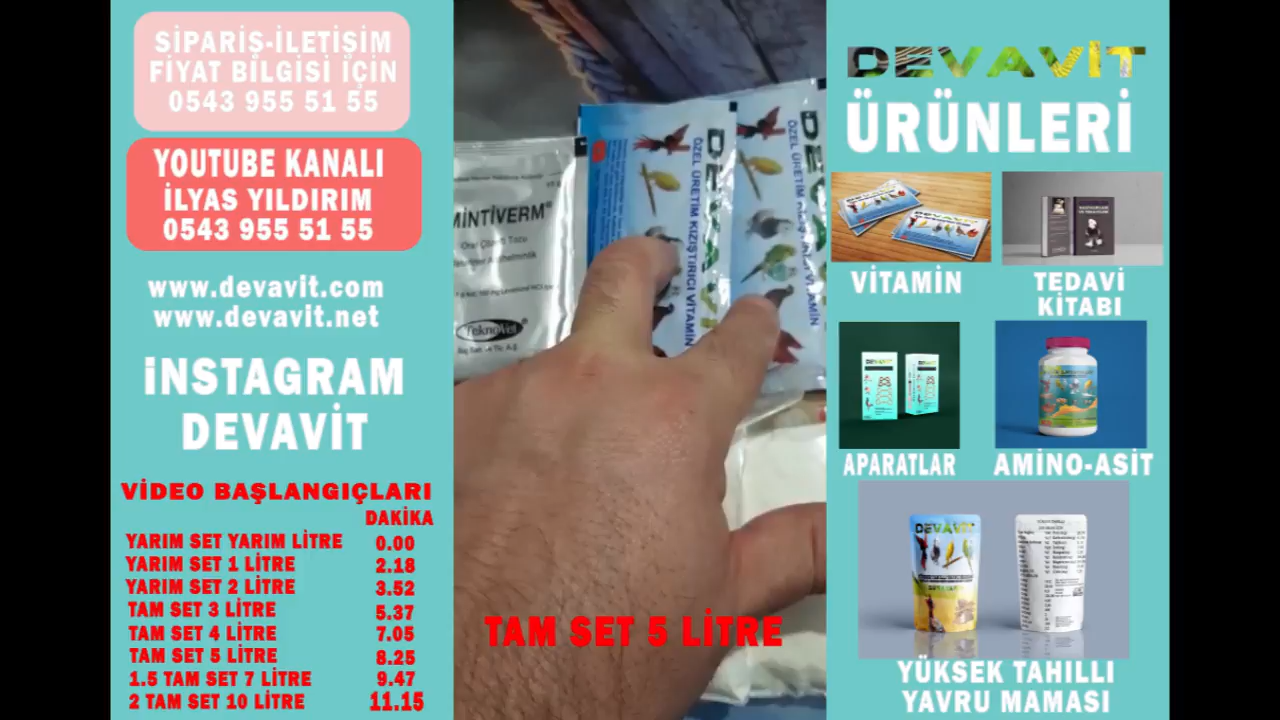 SİPARİŞ-İLETİŞİM
FİYAT BİLGİSİ İÇİN
0543 955 51 55
YOUTUBE KANALI
İLYAS YILDIRIM
0543 955 51 55
www.devavit.com
www.devavit.net
iNSTAGRAM
DEVAVİT
VİDEO BAŞLANGIÇLARI
DAKİKA
YARIM SET YARIM LİTRE 0.00
YARIM SET 1 LİTRE 2.18
YARIM SET 2 LİTRE 3.52
TAM SET 3 LİTRE 5.37
TAM SET 4 LİTRE 7.05
TAM SET 5 LİTRE 8.25
1.5 TAM SET 7 LİTRE 9.47
2 TAM SET 10 LİTRE 11.15
MİNTİVERM®
TeknoVet
DEVAVİT
ÖZEL ÜRETİM KIZIŞTIRICI VİTAMİN
TAM SET 5 LİTRE
DEVAVİT
ÜRÜNLERİ
DEVAVİT
VİTAMİN
TEDAVİ
KİTABI
DEVAVİT
APARATLAR
AMİNO-ASİT
DEVAVİT
YÜKSEK TAHILLI
YAVRU MAMASI